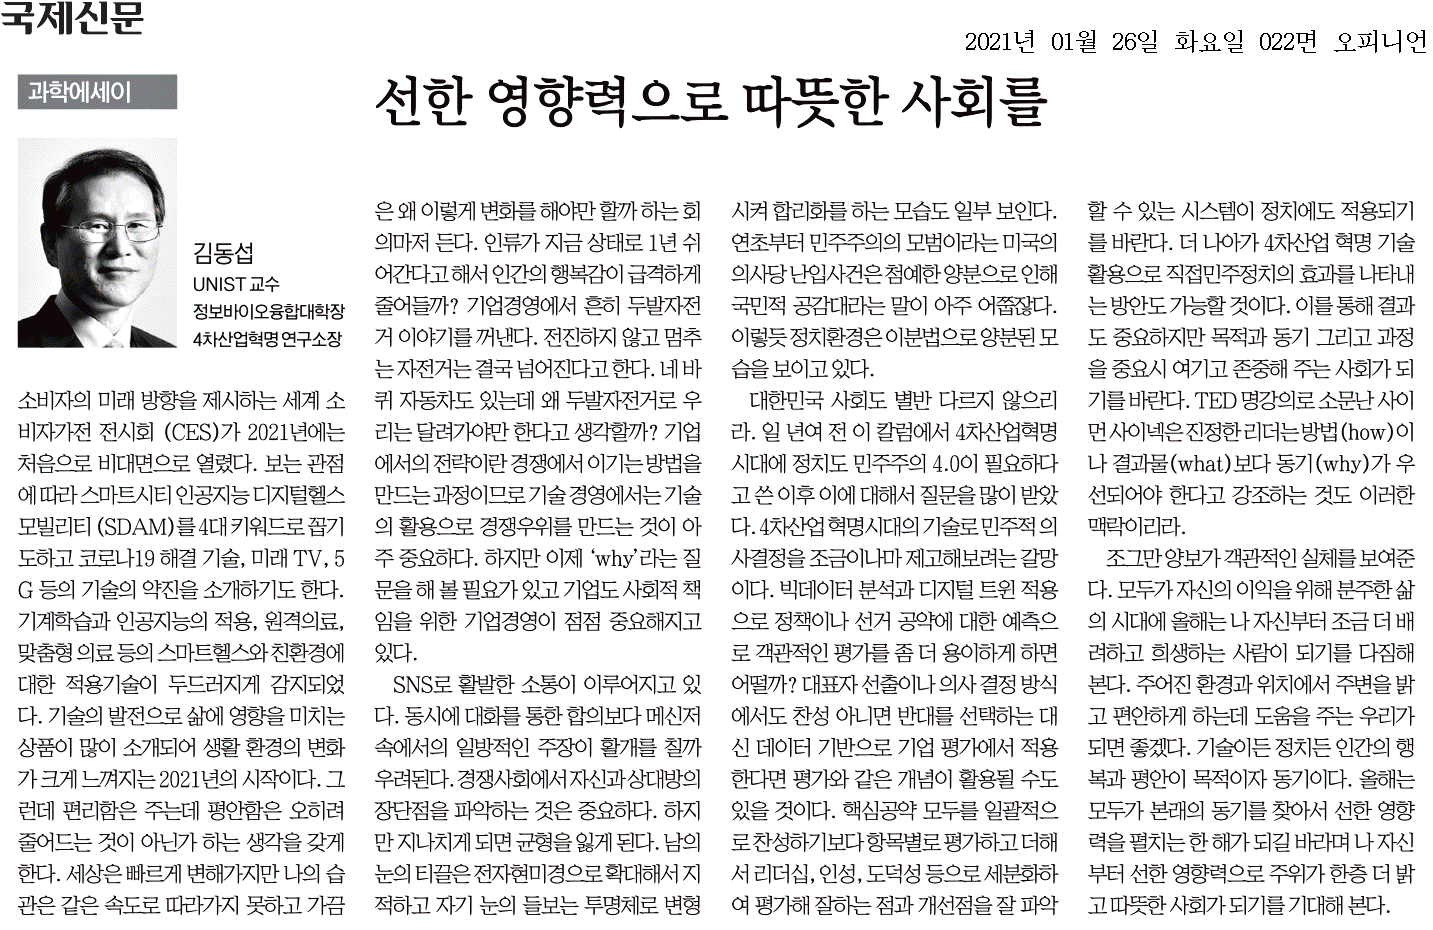 국제신문
2021년 01월 26일 화요일 022면 오피니언
과학에세이
선한 영향력으로 따뜻한 사회를
김동섭
UNIST 교수
정보바이오융합대학장
4차산업혁명 연구소장
소비자의 미래 방향을 제시하는 세계 소
비자가전 전시회 (CES)가 2021년에는
처음으로 비대면으로 열렸다. 보는 관점
에 따라 스마트시티 인공지능 디지털헬스
모빌리티 (SDAM)를 4대 키워드로 꼽기
도하고 코로나19 해결 기술, 미래 TV, 5
G 등의 기술의 약진을 소개하기도 한다.
기계학습과 인공지능의 적용, 원격의료,
맞춤형 의료 등의 스마트헬스와 친환경에
대한 적용기술이 두드러지게 감지되었
다. 기술의 발전으로 삶에 영향을 미치는
상품이 많이 소개되어 생활 환경의 변화
가 크게 느껴지는 2021년의 시작이다. 그
런데 편리함은 주는데 평안함은 오히려
줄어드는 것이 아닌가 하는 생각을 갖게
한다. 세상은 빠르게 변해가지만 나의 습
관은 같은 속도로 따라가지 못하고 가끔
은 왜 이렇게 변화를 해야만 할까 하는 회
의마저 든다. 인류가 지금 상태로 1년 쉬
어간다고 해서 인간의 행복감이 급격하게
줄어들까? 기업경영에서 흔히 두발자전
거 이야기를 꺼낸다. 전진하지 않고 멈추
는 자전거는 결국 넘어진다고 한다. 네 바
퀴 자동차도 있는데 왜 두발자전거로 우
리는 달려가야만 한다고 생각할까? 기업
에서의 전략이란 경쟁에서 이기는 방법을
만드는 과정이므로 기술 경영에서는 기술
의 활용으로 경쟁우위를 만드는 것이 아
주 중요하다. 하지만 이제 ‘why’라는 질
문을 해 볼 필요가 있고 기업도 사회적 책
임을 위한 기업경영이 점점 중요해지고
있다.
SNS로 활발한 소통이 이루어지고 있
다. 동시에 대화를 통한 합의보다 메신저
속에서의 일방적인 주장이 활개를 칠까
우려된다. 경쟁사회에서 자신과 상대방의
장단점을 파악하는 것은 중요하다. 하지
만 지나치게 되면 균형을 잃게 된다. 남의
눈의 티끌은 전자현미경으로 확대해서 지
적하고 자기 눈의 들보는 투명체로 변형
시켜 합리화를 하는 모습도 일부 보인다.
연초부터 민주주의의 모범이라는 미국의
의사당 난입사건은 첨예한 양분으로 인해
국민적 공감대라는 말이 아주 어쭙잖다.
이렇듯 정치환경은 이분법으로 양분된 모
습을 보이고 있다.
대한민국 사회도 별반 다르지 않으리
라. 일 년여 전 이 칼럼에서 4차산업혁명
시대에 정치도 민주주의 4.0이 필요하다
고 쓴 이후 이에 대해서 질문을 많이 받았
다. 4차산업 혁명시대의 기술로 민주적 의
사결정을 조금이나마 제고해보려는 갈망
이다. 빅데이터 분석과 디지털 트윈 적용
으로 정책이나 선거 공약에 대한 예측으
로 객관적인 평가를 좀 더 용이하게 하면
어떨까? 대표자 선출이나 의사 결정 방식
에서도 찬성 아니면 반대를 선택하는 대
신 데이터 기반으로 기업 평가에서 적용
한다면 평가와 같은 개념이 활용될 수도
있을 것이다. 핵심공약 모두를 일괄적으
로 찬성하기보다 항목별로 평가하고 더해
서 리더십, 인성, 도덕성 등으로 세분화하
여 평가해 잘하는 점과 개선점을 잘 파악
할 수 있는 시스템이 정치에도 적용되기
를 바란다. 더 나아가 4차산업 혁명 기술
활용으로 직접민주정치의 효과를 나타내
는 방안도 가능할 것이다. 이를 통해 결과
도 중요하지만 목적과 동기 그리고 과정
을 중요시 여기고 존중해 주는 사회가 되
기를 바란다. TED 명강의로 소문난 사이
먼 사이넥은 진정한 리더는 방법(how)이
나 결과물(what)보다 동기(why)가 우
선되어야 한다고 강조하는 것도 이러한
맥락이리라.
조그만 양보가 객관적인 실체를 보여준
다. 모두가 자신의 이익을 위해 분주한 삶
의 시대에 올해는 나 자신부터 조금 더 배
려하고 희생하는 사람이 되기를 다짐해
본다. 주어진 환경과 위치에서 주변을 밝
고 편안하게 하는데 도움을 주는 우리가
되면 좋겠다. 기술이든 정치든 인간의 행
복과 평안이 목적이자 동기이다. 올해는
모두가 본래의 동기를 찾아서 선한 영향
력을 펼치는 한 해가 되길 바라며 나 자신
부터 선한 영향력으로 주위가 한층 더 밝
고 따뜻한 사회가 되기를 기대해 본다.